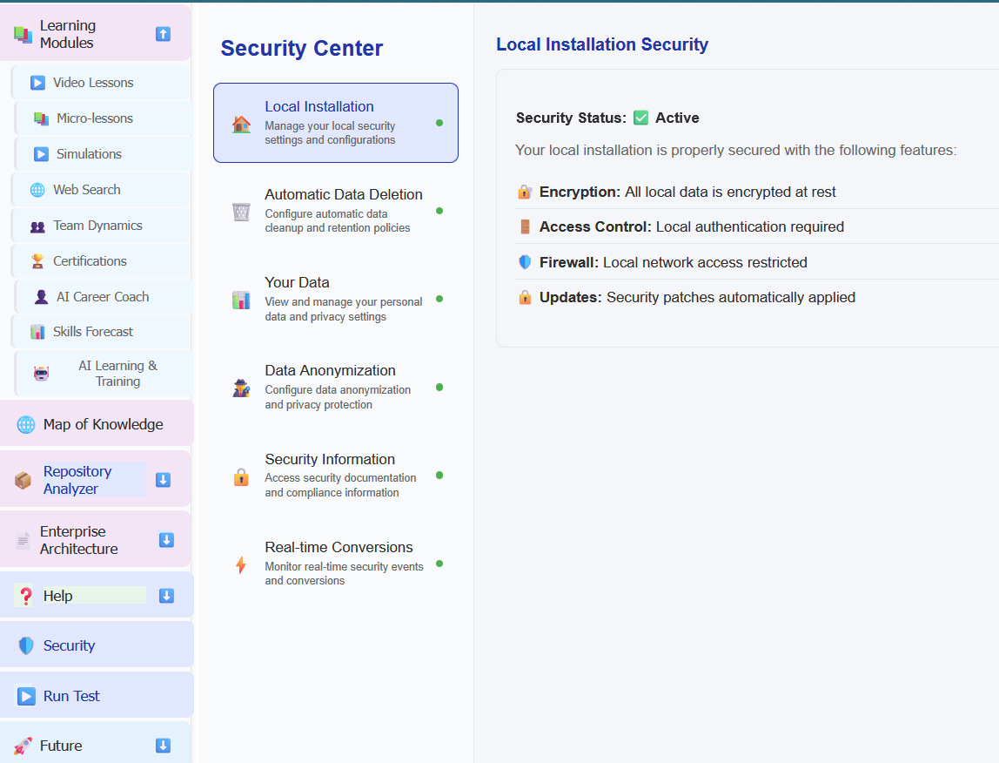 Learning
Modules
Video Lessons
Micro-lessons
Simulations
Web Search
Team Dynamics
Certifications
AI Career Coach
Skills Forecast
AI Learning &
Training
Map of Knowledge
Repository
Analyzer
Enterprise
Architecture
Help
Security
Run Test
Future
Security Center
Local Installation
Manage your local security
settings and configurations
Automatic Data Deletion
Configure automatic data
cleanup and retention policies
Your Data
View and manage your personal
data and privacy settings
Data Anonymization
Configure data anonymization
and privacy protection
Security Information
Access security documentation
and compliance information
Real-time Conversions
Monitor real-time security events
and conversions
Local Installation Security
Security Status: ✅ Active
Your local installation is properly secured with the following features:
Encryption: All local data is encrypted at rest
Access Control: Local authentication required
Firewall: Local network access restricted
Updates: Security patches automatically applied